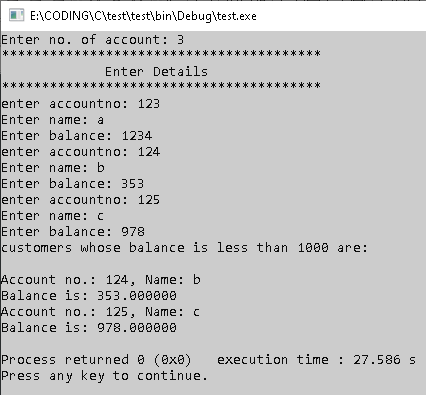 E:\CODING\C\test\test\bin\Debug\test.exe
Enter no. of account: 3
****************************************
Enter Details
****************************************
enter accountno: 123
Enter name: a
Enter balance: 1234
enter accountno: 124
Enter name: b
Enter balance: 353
enter accountno: 125
Enter name: c
Enter balance: 978
customers whose balance is less than 1000 are:
Account no.: 124, Name: b
Balance is: 353.000000
Account no.: 125, Name: c
Balance is: 978.000000
Process returned 0 (0x0)   execution time : 27.586 s
Press any key to continue.